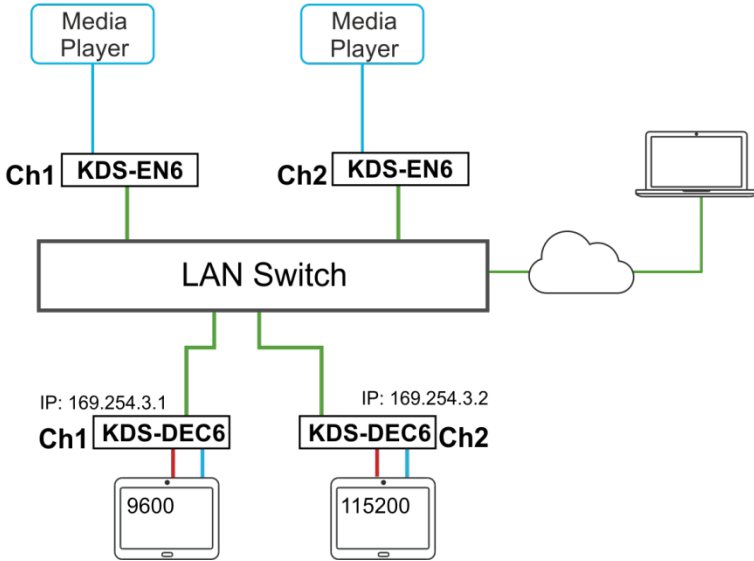 Media
Player
Media
Player
Ch1
KDS-EN6
Ch2
KDS-EN6
LAN Switch
IP: 169.254.3.1
IP: 169.254.3.2
Ch1
KDS-DEC6
KDS-DEC6
Ch2
9600
115200